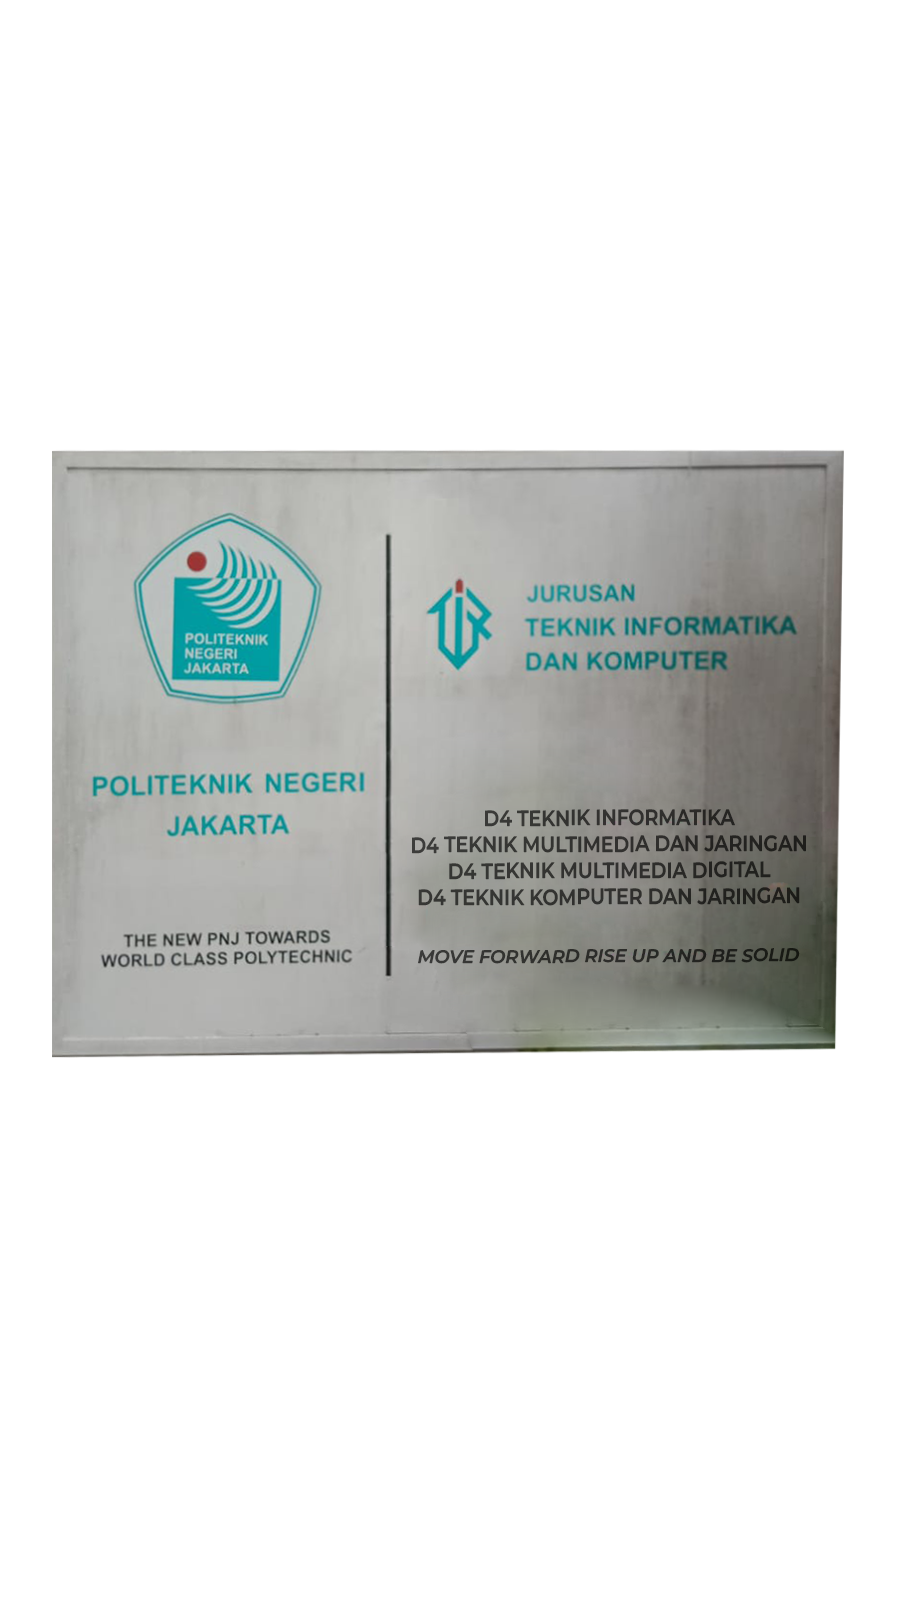 POLITEKNIK
NEGERI
JAKARTA
POLITEKNIK NEGERI
JAKARTA
THE NEW PNJ TOWARDS
WORLD CLASS POLYTECHNIC
JURUSAN
TEKNIK INFORMATIKA
DAN KOMPUTER
D4 TEKNIK INFORMATIKA
D4 TEKNIK MULTIMEDIA DAN JARINGAN
D4 TEKNIK MULTIMEDIA DIGITAL
D4 TEKNIK KOMPUTER DAN JARINGAN
MOVE FORWARD RISE UP AND BE SOLID